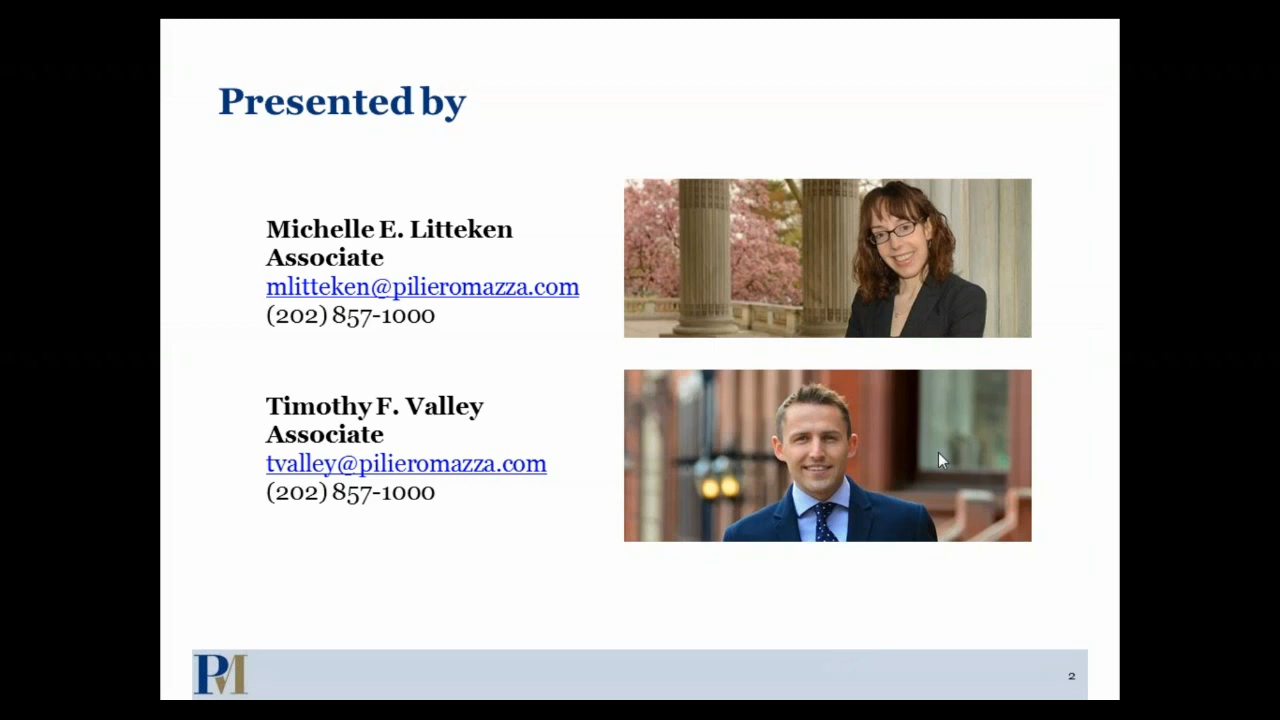 Presented by
Michelle E. Litteken
Associate
mlitteken@pilieromazza.com
(202) 857-1000
Timothy F. Valley
Associate
tvalley@pilieromazza.com
(202) 857-1000
PM
2